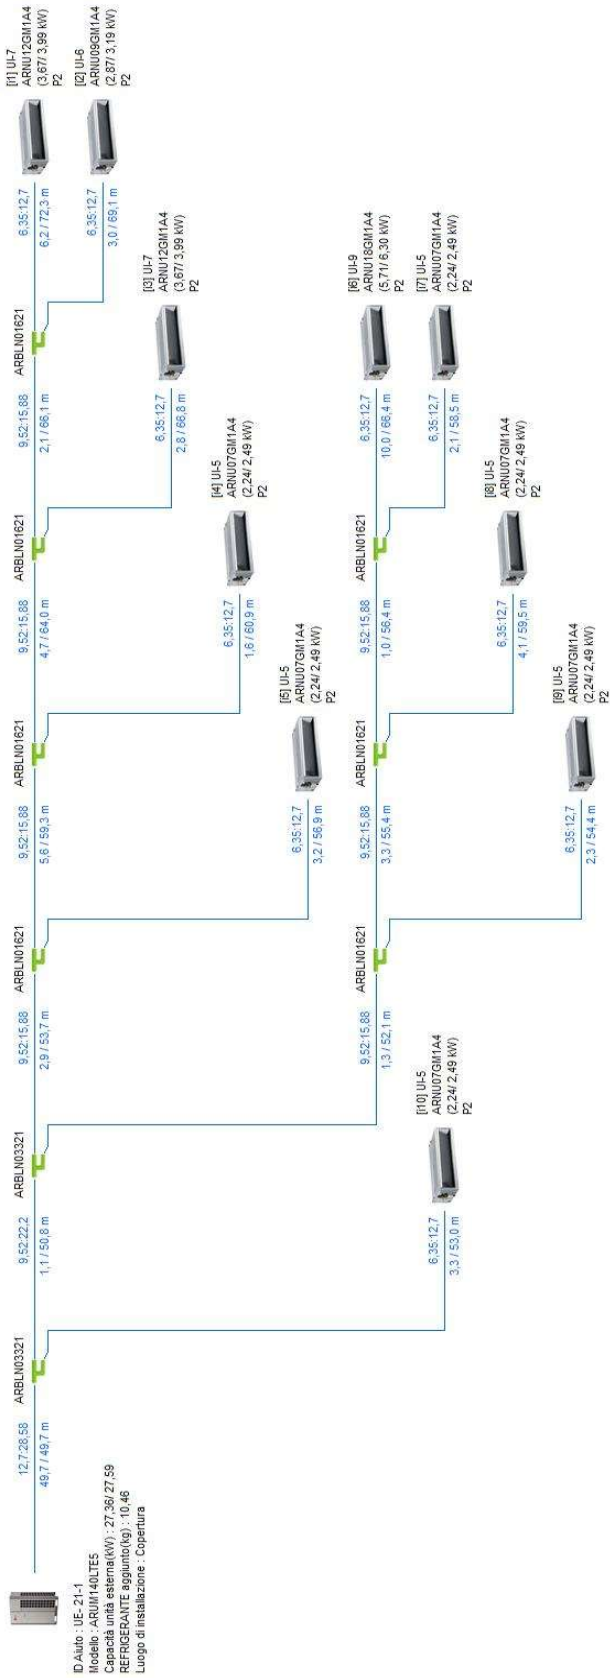 ID Aiuto : UE- 21-1
Modello : ARUM140LTE5
Capacità unità esterna(kW) : 27,36/ 27,59
REFRIGERANTE aggiunto(kg) : 10,46
Luogo di installazione : Copertura
12,7:28,58
49,7 / 49,7 m
ARBLN03321
9,52:22,2
1,1 / 50,8 m
ARBLN03321
9,52:15,88
2,9 / 53,7 m
ARBLN01621
9,52:15,88
5,6 / 59,3 m
ARBLN01621
9,52:15,88
4,7 / 64,0 m
ARBLN01621
9,52:15,88
2,1 / 66,1 m
ARBLN01621
6,35:12,7
6,2 / 72,3 m
[i1] UI-7
ARNU12GM1A4
(3,67/ 3,99 kW)
P2
6,35:12,7
3,0 / 69,1 m
[i2] UI-6
ARNU09GM1A4
(2,87/ 3,19 kW)
P2
6,35:12,7
2,8 / 66,8 m
[i3] UI-7
ARNU12GM1A4
(3,67/ 3,99 kW)
P2
6,35:12,7
1,6 / 60,9 m
[i4] UI-5
ARNU07GM1A4
(2,24/ 2,49 kW)
P2
6,35:12,7
3,2 / 56,9 m
[i5] UI-5
ARNU07GM1A4
(2,24/ 2,49 kW)
P2
9,52:15,88
1,3 / 52,1 m
ARBLN01621
9,52:15,88
3,3 / 55,4 m
ARBLN01621
9,52:15,88
1,0 / 56,4 m
ARBLN01621
6,35:12,7
10,0 / 66,4 m
[i6] UI-9
ARNU18GM1A4
(5,71/ 6,30 kW)
P2
6,35:12,7
2,1 / 58,5 m
[i7] UI-5
ARNU07GM1A4
(2,24/ 2,49 kW)
P2
6,35:12,7
4,1 / 59,5 m
[i8] UI-5
ARNU07GM1A4
(2,24/ 2,49 kW)
P2
6,35:12,7
2,3 / 54,4 m
[i9] UI-5
ARNU07GM1A4
(2,24/ 2,49 kW)
P2
6,35:12,7
3,3 / 53,0 m
[i10] UI-5
ARNU07GM1A4
(2,24/ 2,49 kW)
P2